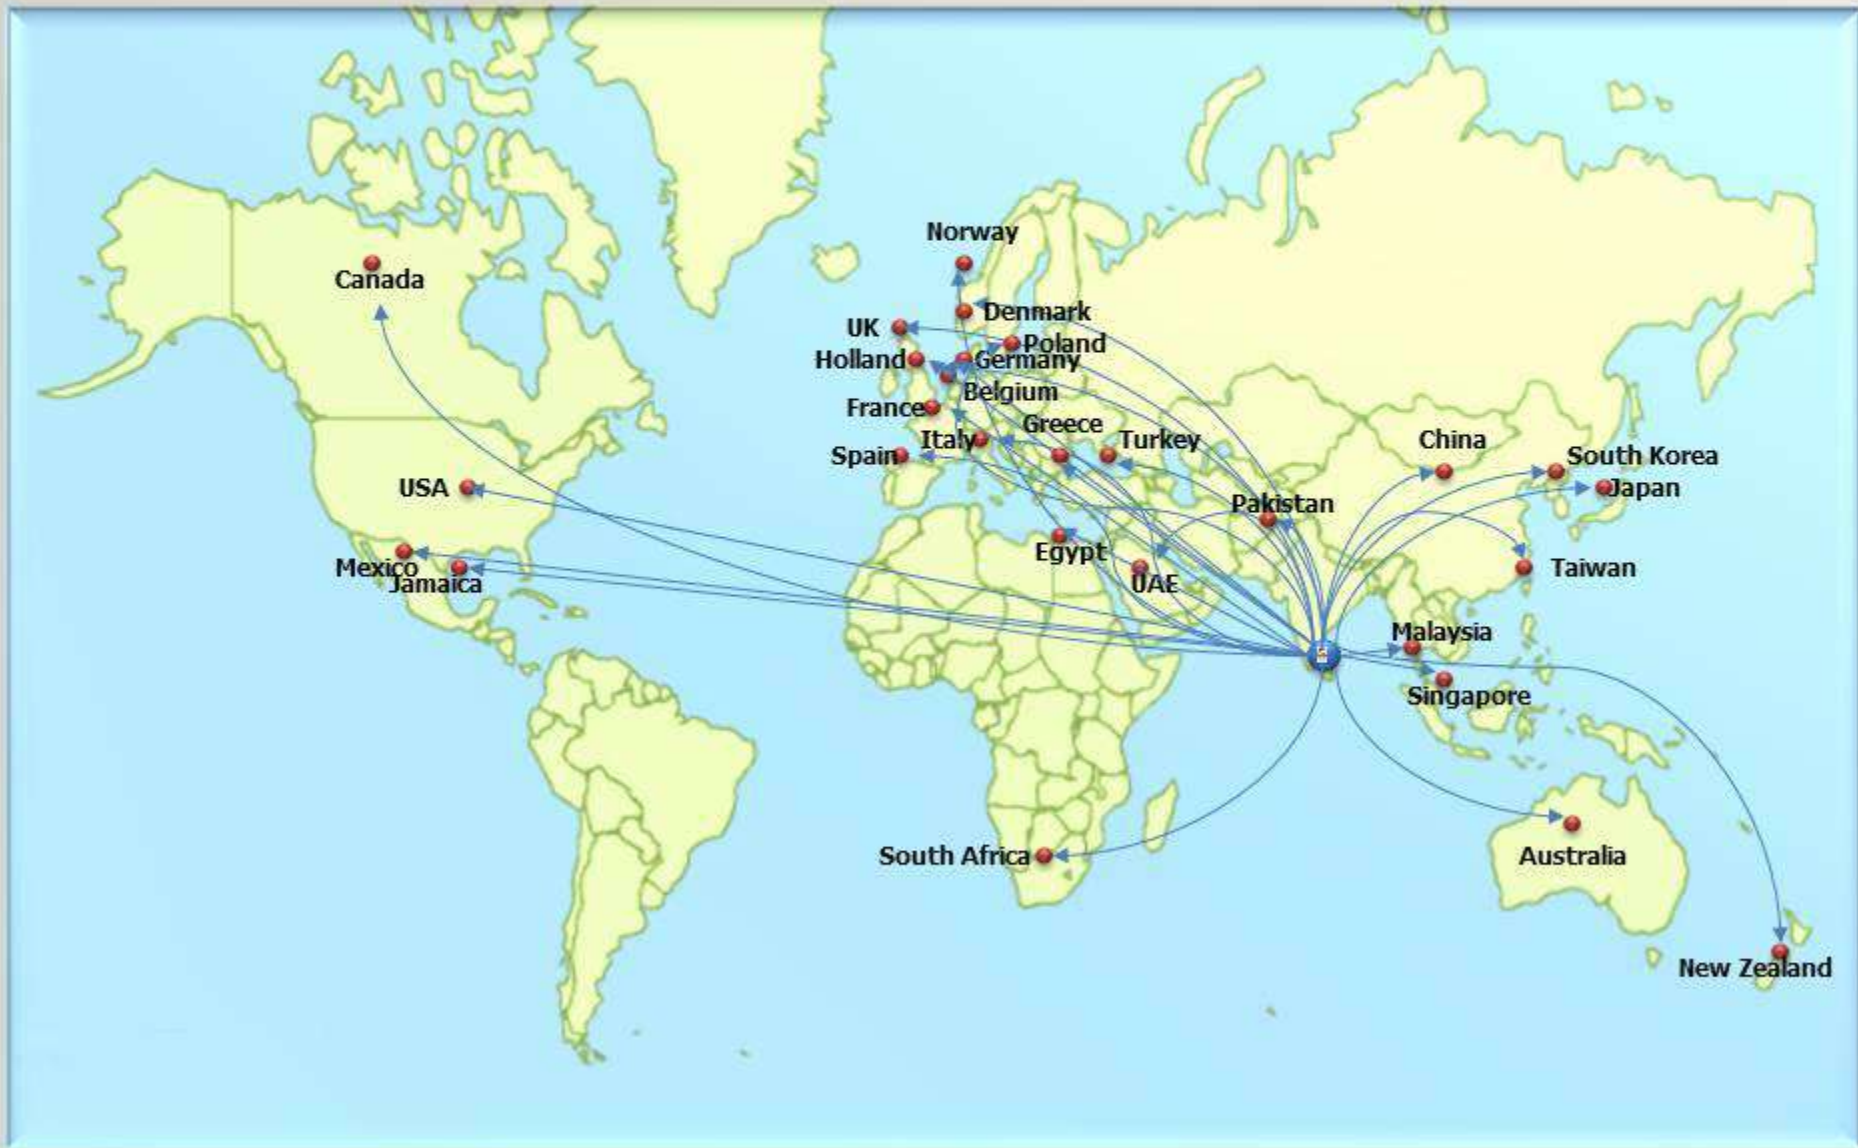 Norway
Canada
Denmark
UK
Poland
Holland
Germany
Belgium
France
Greece
Italy
Turkey
China
Spain
South Korea
USA
Japan
Pakistan
Egypt
Mexico
Taiwan
Jamaica
UAE
Malaysia
Singapore
South Africa
Australia
New Zealand